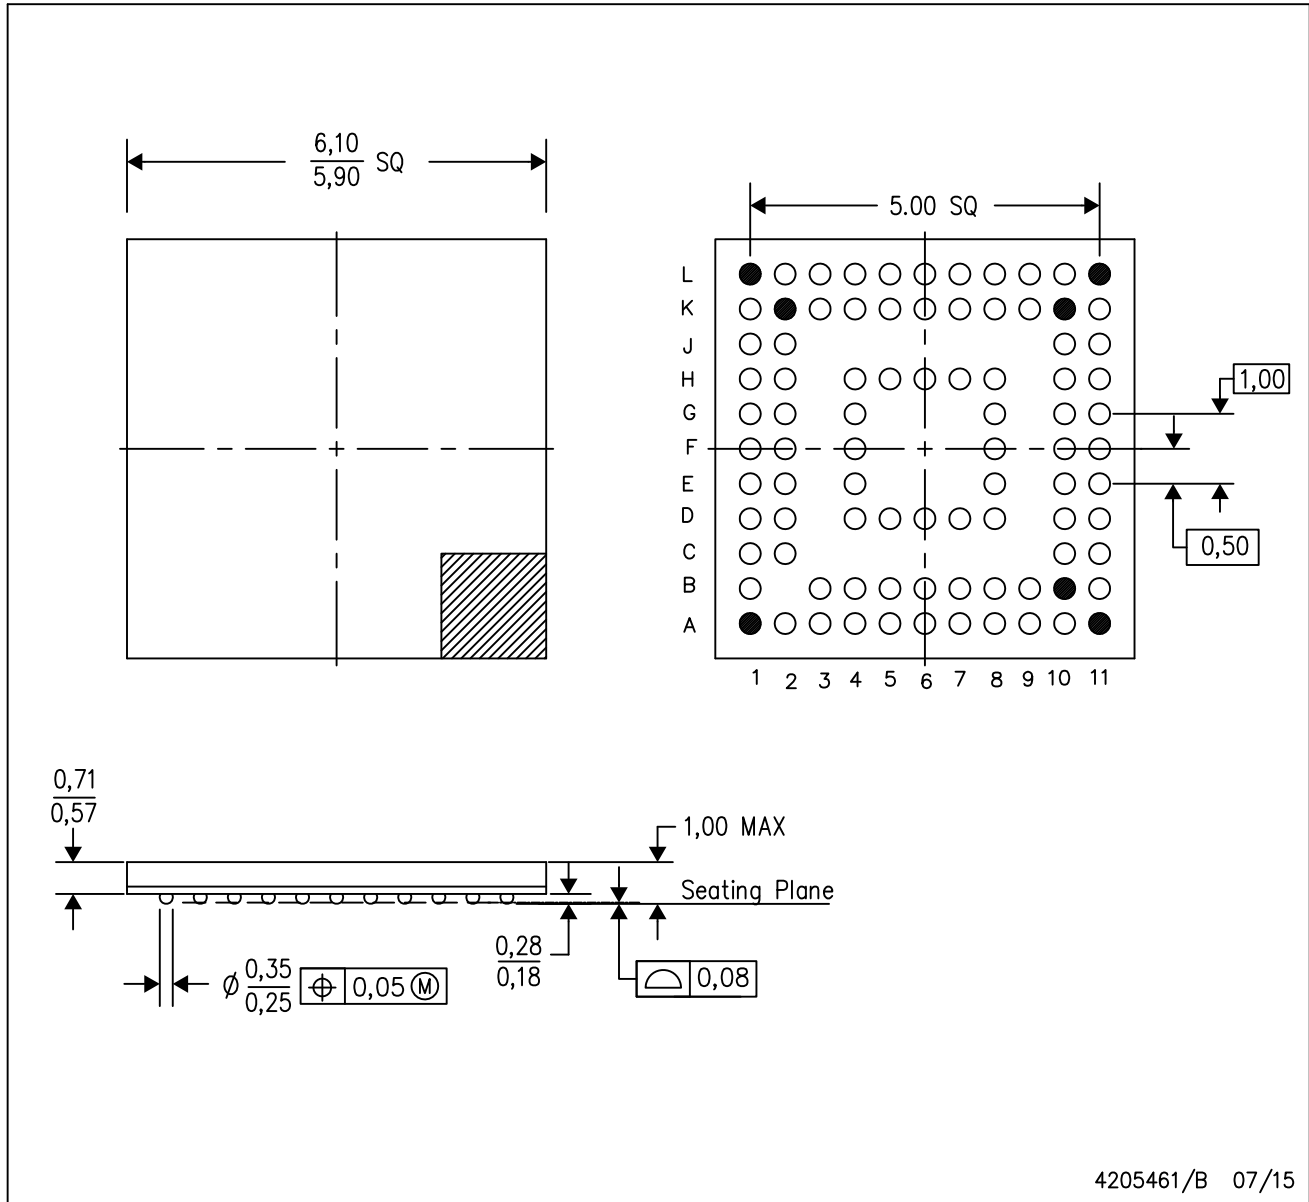 6,10
5,90 SQ
5.00 SQ
L
K
J
H
G
F
E
D
C
B
A
1,00
0,50
1 2 3 4 5 6 7 8 9 10 11
0,71
0,57
1,00 MAX
Seating Plane
0,28
0,18
0,08
Ø 0,35
0,25
0,05 Ⓜ
4205461/B 07/15